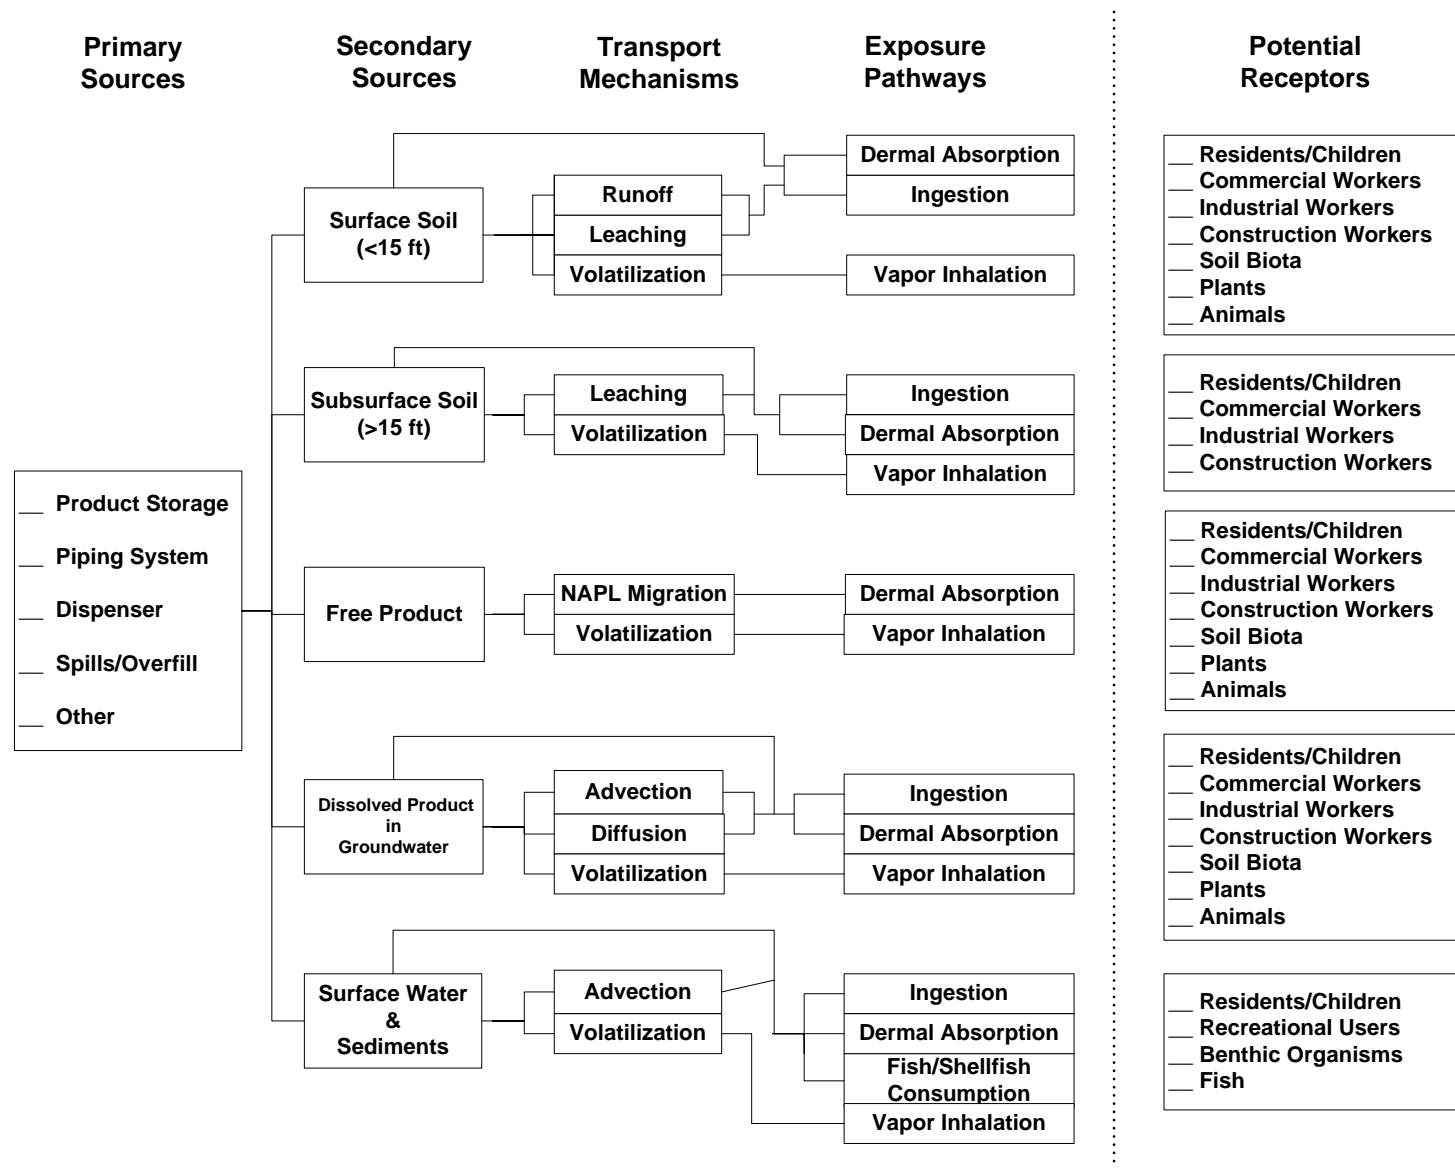 Primary
Sources
Secondary
Sources
Transport
Mechanisms
Exposure
Pathways
Potential
Receptors
__ Product Storage
__ Piping System
__ Dispenser
__ Spills/Overfill
__ Other
Surface Soil
(<15 ft)
Runoff
Leaching
Volatilization
Dermal Absorption
Ingestion
Vapor Inhalation
__ Residents/Children
__ Commercial Workers
__ Industrial Workers
__ Construction Workers
__ Soil Biota
__ Plants
__ Animals
Subsurface Soil
(>15 ft)
Leaching
Volatilization
Ingestion
Dermal Absorption
Vapor Inhalation
__ Residents/Children
__ Commercial Workers
__ Industrial Workers
__ Construction Workers
Free Product
NAPL Migration
Volatilization
Dermal Absorption
Vapor Inhalation
__ Residents/Children
__ Commercial Workers
__ Industrial Workers
__ Construction Workers
__ Soil Biota
__ Plants
__ Animals
Dissolved Product
in
Groundwater
Advection
Diffusion
Volatilization
Ingestion
Dermal Absorption
Vapor Inhalation
__ Residents/Children
__ Commercial Workers
__ Industrial Workers
__ Construction Workers
__ Soil Biota
__ Plants
__ Animals
Surface Water
&
Sediments
Advection
Volatilization
Ingestion
Dermal Absorption
Fish/Shellfish
Consumption
Vapor Inhalation
__ Residents/Children
__ Recreational Users
__ Benthic Organisms
__ Fish